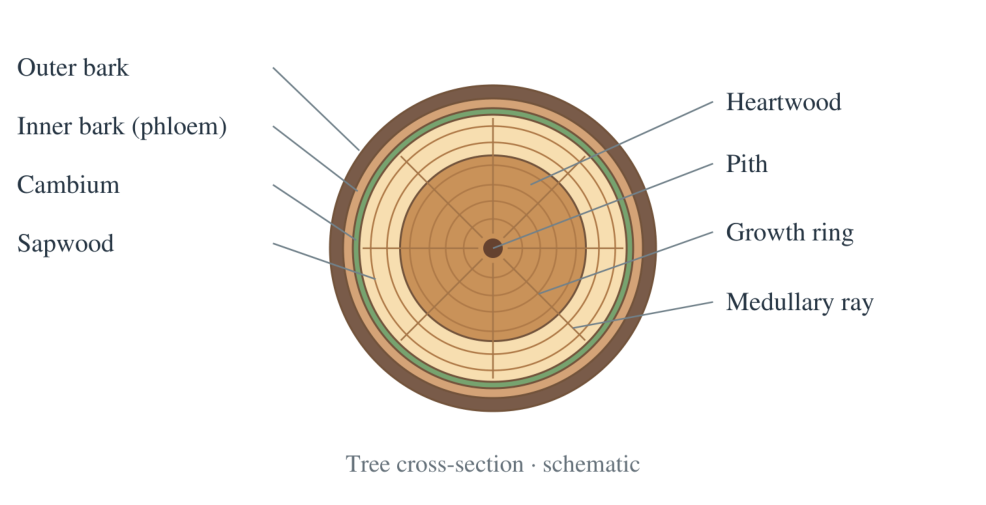 Outer bark
Inner bark (phloem)
Cambium
Sapwood
Heartwood
Pith
Growth ring
Medullary ray
Tree cross-section · schematic